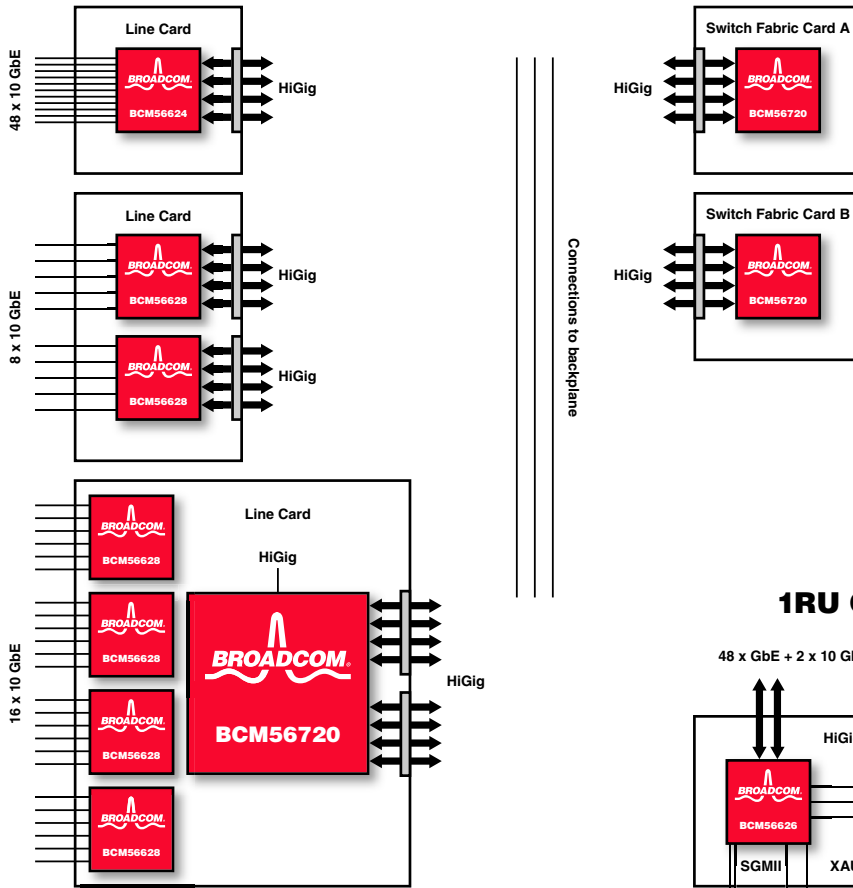 Line Card
48 x 10 GbE
BROADCOM.
BCM56624
HiGig
Line Card
8 x 10 GbE
BROADCOM.
BCM56628
HiGig
BROADCOM.
BCM56628
HiGig
Line Card
16 x 10 GbE
BROADCOM.
BCM56628
BROADCOM.
BCM56628
BROADCOM.
BCM56628
BROADCOM.
BCM56628
HiGig
BROADCOM®
BCM56720
HiGig
Connections to backplane
Switch Fabric Card A
HiGig
BROADCOM.
BCM56720
Switch Fabric Card B
HiGig
BROADCOM.
BCM56720
1RU
48 x GbE + 2 x 10
HiGi
BROADCOM.
BCM56626
SGMII
XAU